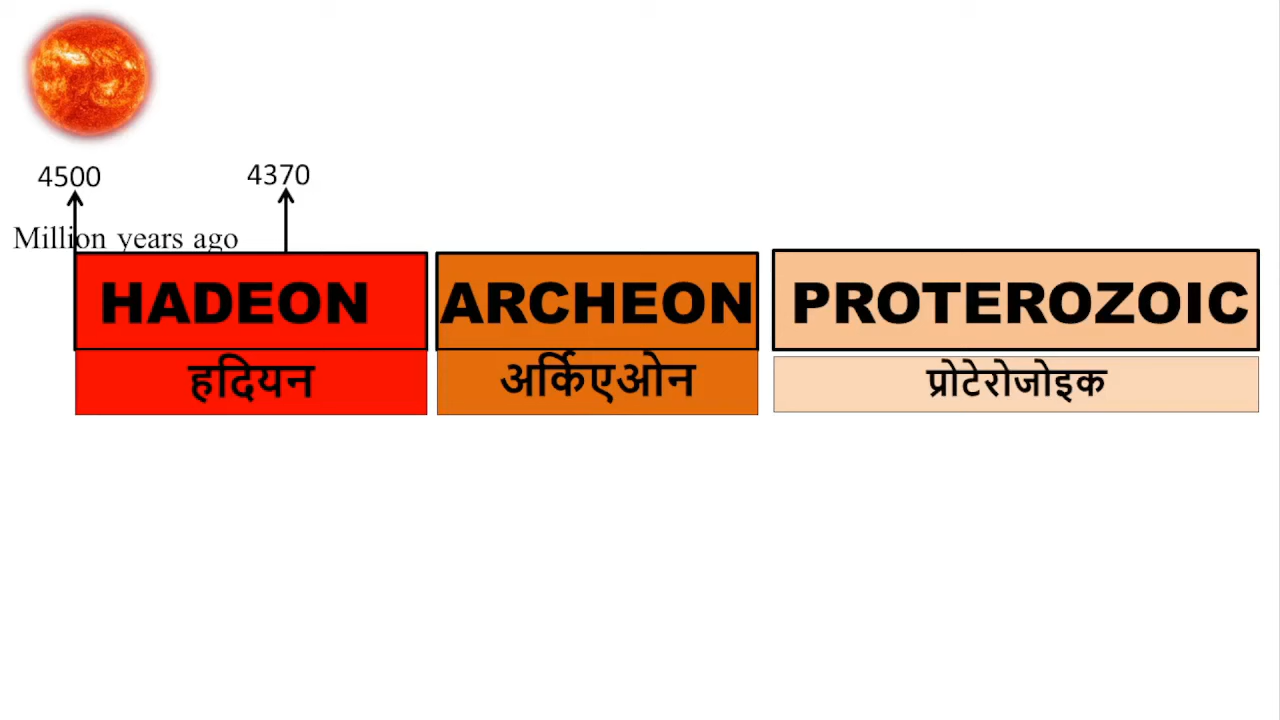 4500
4370
Million years ago
HADEON
ARCHEON
PROTEROZOIC
हदियन
अर्किएओन
प्रोटेरोजोइक